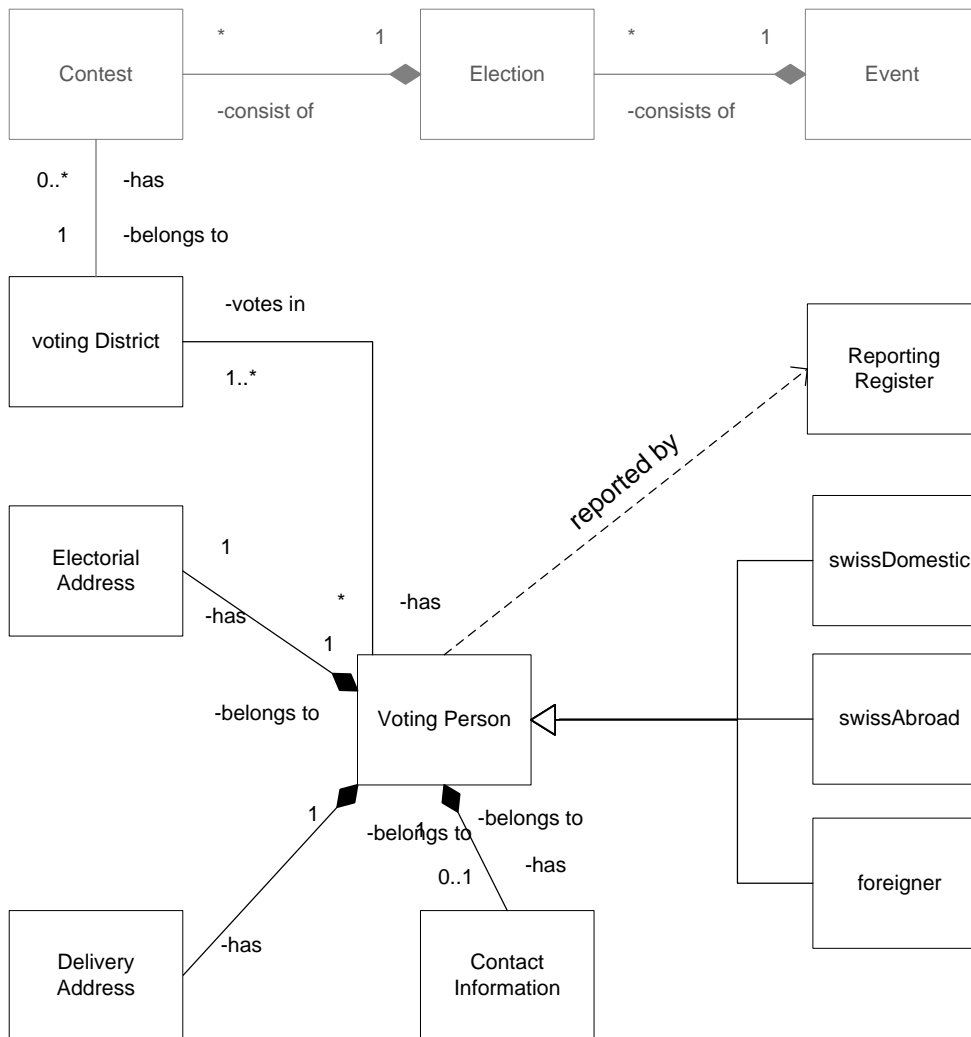 *
1
*
1
Contest
Election
Event
-consist of
-consists of
0..*
-has
1
-belongs to
-votes in
voting District
1..*
Reporting
Register
reported by
Electorial
Address
1
-has
*
-has
1
swissDomestic
-belongs to
Voting Person
swissAbroad
1
-belongs to
1
-belongs to
0..1
-has
foreigner
-has
Delivery
Address
Contact
Information